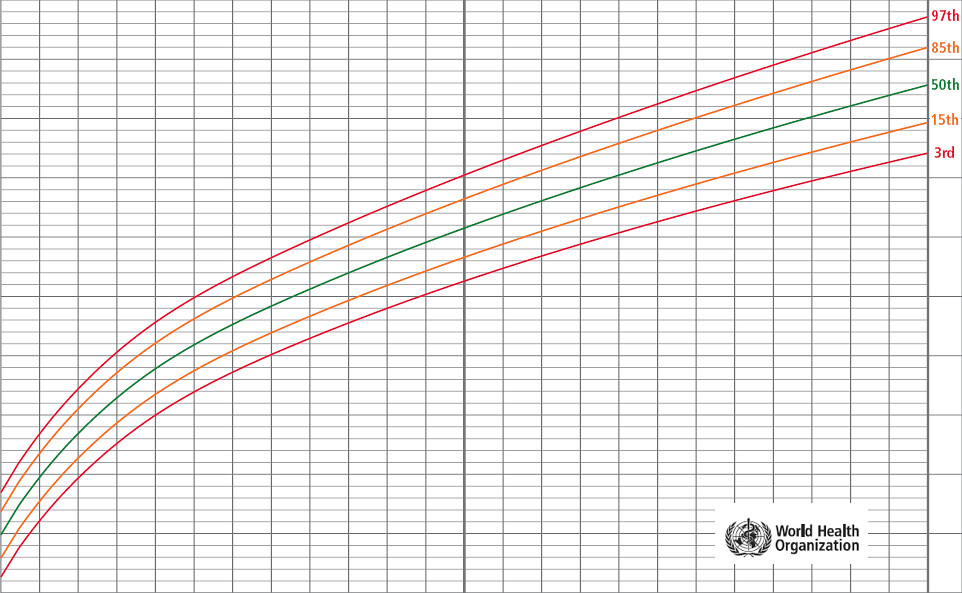 97th
85th
50th
15th
3rd
World Health
Organization